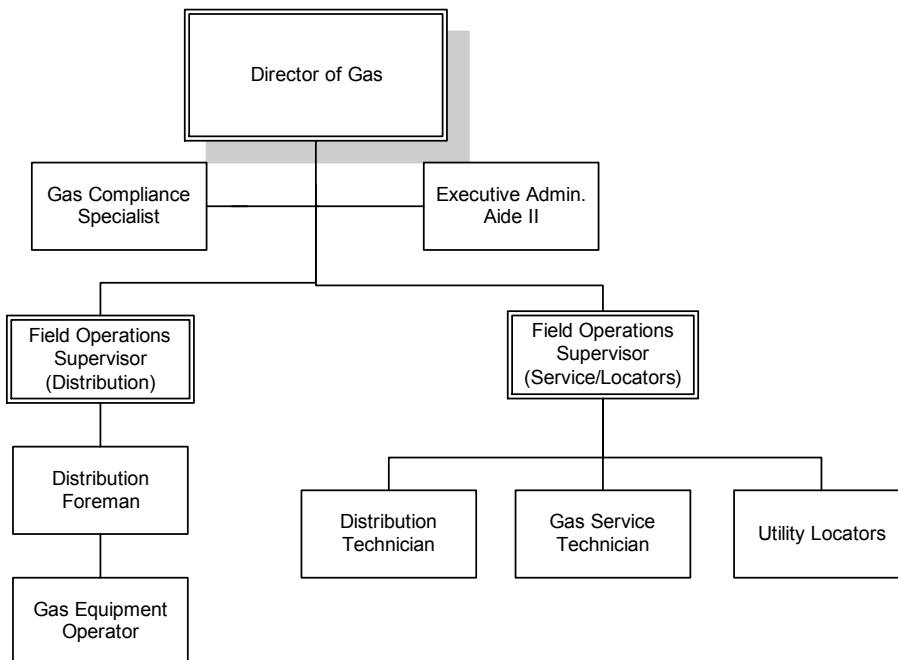 Director of Gas
Gas Compliance
Specialist
Executive Admin.
Aide II
Field Operations
Supervisor
(Distribution)
Field Operations
Supervisor
(Service/Locators)
Distribution
Foreman
Distribution
Technician
Gas Service
Technician
Utility Locators
Gas Equipment
Operator